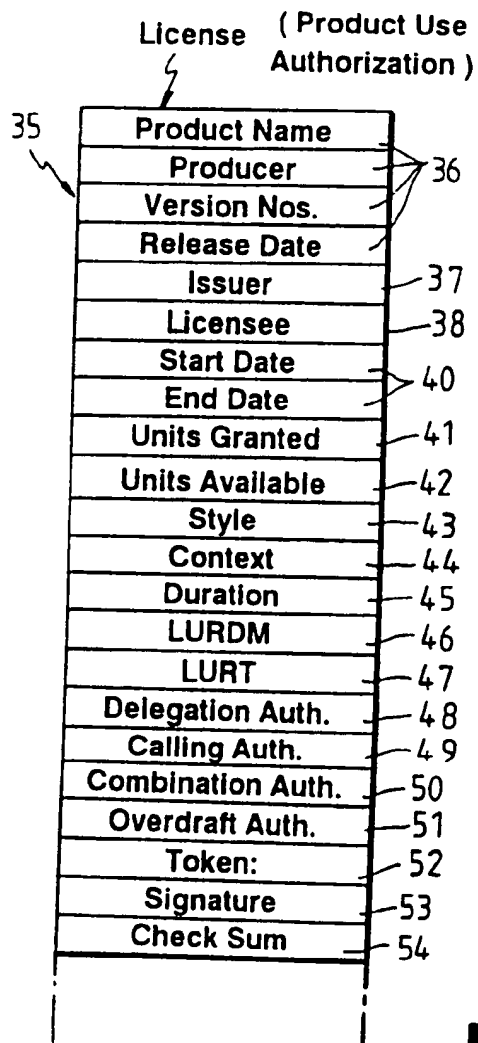 License ( Product Use
Authorization )
35
Product Name
Producer 36
Version Nos.
Release Date
Issuer 37
Licensee 38
Start Date
End Date 40
Units Granted 41
Units Available 42
Style 43
Context 44
Duration 45
LURDM 46
LURT 47
Delegation Auth. 48
Calling Auth. 49
Combination Auth. 50
Overdraft Auth. 51
Token: 52
Signature 53
Check Sum 54